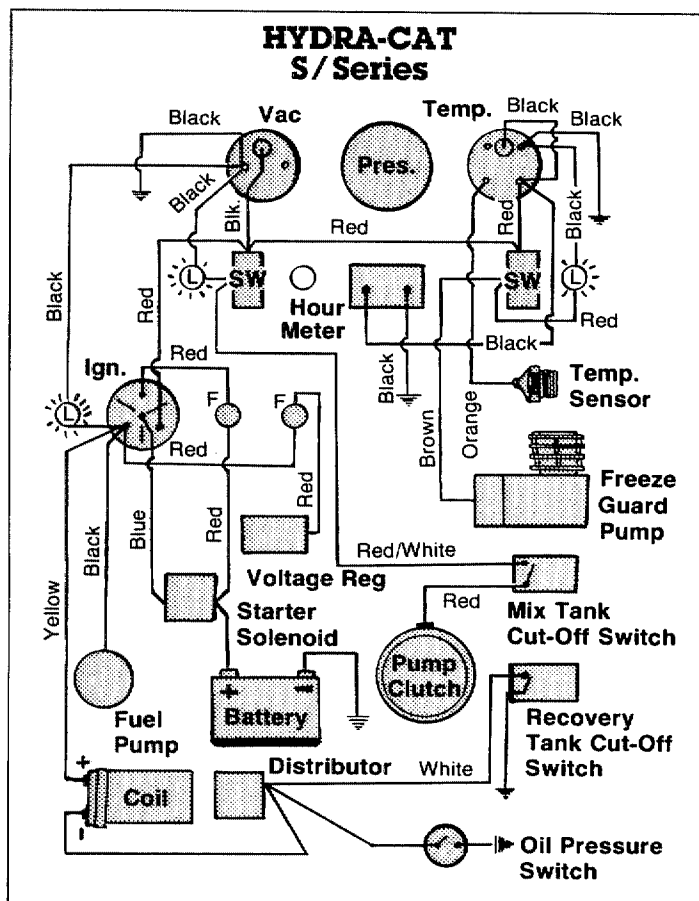 HYDRA-CAT
S/Series
Vac
Temp.
Black
Black
Pres.
Black
Blk.
Red
Black
Red
L
SW
SW
L
Black
Red
Hour
Meter
Red
Black
Red
Ign.
Black
Temp.
Sensor
L
F
F
Red
Brown
Orange
Freeze
Guard
Pump
Yellow
Black
Blue
Red
Red
Voltage Reg
Red/White
Starter
Solenoid
Red
Mix Tank
Cut-Off Switch
+
−
Battery
Pump
Clutch
Fuel
Pump
Recovery
Tank Cut-Off
Switch
Distributor
White
+
Coil
-
Oil Pressure
Switch